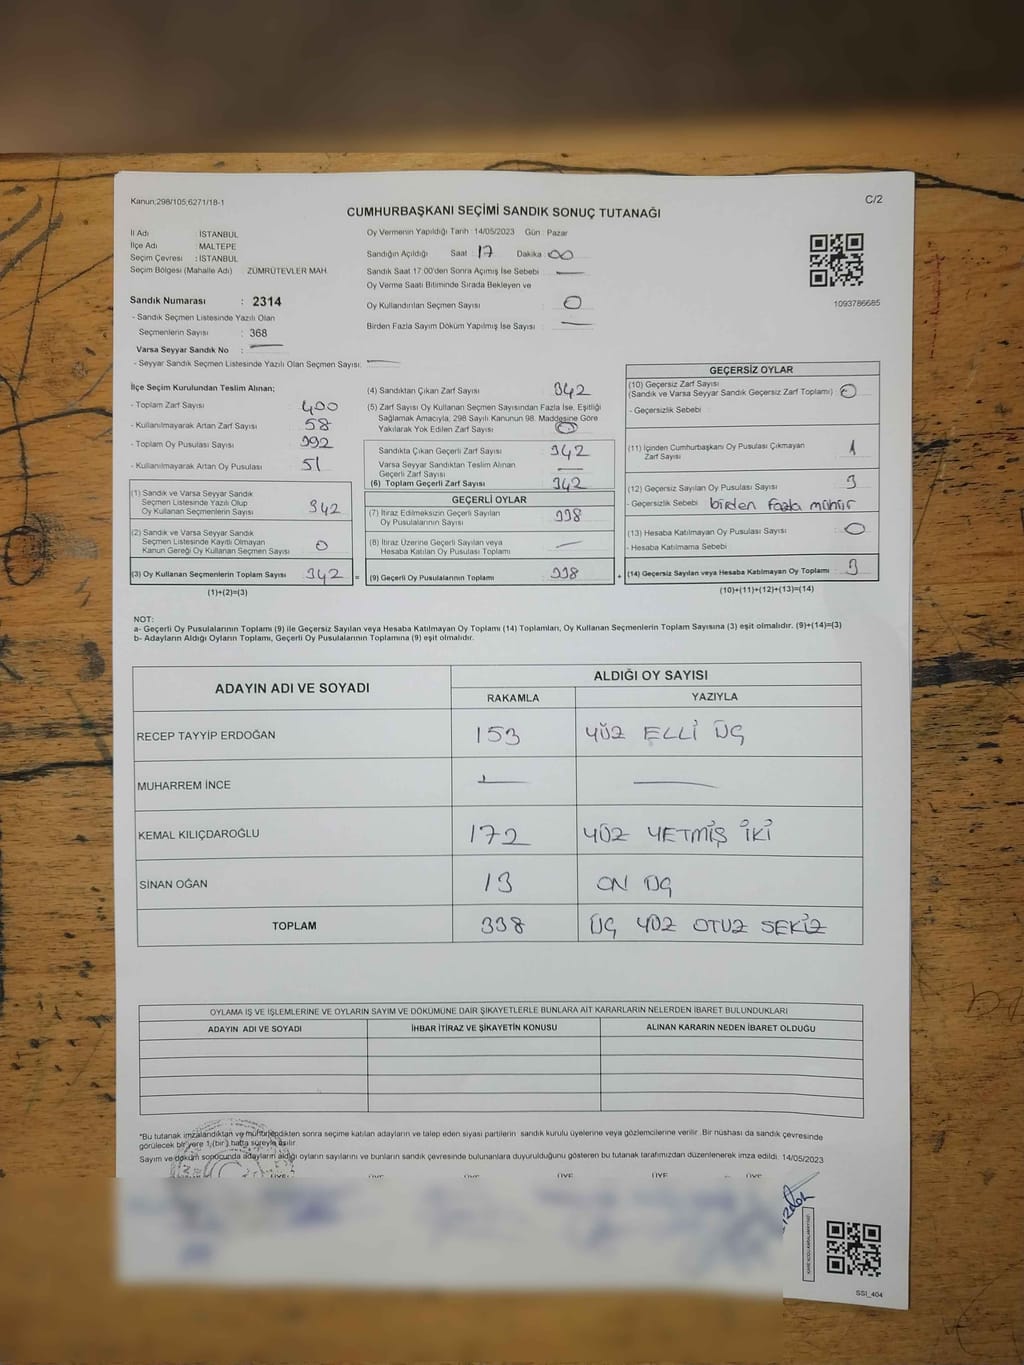 Kanun;298/105;6271/18-1
C/2
CUMHURBAŞKANI SEÇİMİ SANDIK SONUÇ TUTANAĞI
İl Adı : İSTANBUL
İlçe Adı : MALTEPE
Seçim Çevresi : İSTANBUL
Seçim Bölgesi (Mahalle Adı) : ZÜMRÜTEVLER MAH.
Sandık Numarası : 2314
- Sandık Seçmen Listesinde Yazılı Olan
Seçmenlerin Sayısı : 368
Varsa Seyyar Sandık No : —
- Seyyar Sandık Seçmen Listesinde Yazılı Olan Seçmen Sayısı: —
Oy Vermenin Yapıldığı Tarih : 14/05/2023 Gün : Pazar
Sandığın Açıldığı Saat : 17 Dakika : 00
Sandık Saat 17:00'den Sonra Açımış İse Sebebi : —
Oy Verme Saati Bitiminde Sırada Bekleyen ve
Oy Kullandırılan Seçmen Sayısı : 0
Birden Fazla Sayım Döküm Yapılmış İse Sayısı : —
1093786685
İlçe Seçim Kurulundan Teslim Alınan;
- Toplam Zarf Sayısı : 400
- Kullanılmayarak Artan Zarf Sayısı : 58
- Toplam Oy Pusulası Sayısı : 392
- Kullanılmayarak Artan Oy Pusulası : 51
(1) Sandık ve Varsa Seyyar Sandık
Seçmen Listesinde Yazılı Olup
Oy Kullanan Seçmenlerin Sayısı : 342
(2) Sandık ve Varsa Seyyar Sandık
Seçmen Listesinde Kayıtlı Olmayan
Kanun Gereği Oy Kullanan Seçmen Sayısı : 0
(3) Oy Kullanan Seçmenlerin Toplam Sayısı : 342 =
(1)+(2)=(3)
(4) Sandıktan Çıkan Zarf Sayısı : 342
(5) Zarf Sayısı Oy Kullanan Seçmen Sayısından Fazla İse, Eşitliği
Sağlamak Amacıyla, 298 Sayılı Kanunun 98. Maddesine Göre
Yakılarak Yok Edilen Zarf Sayısı : 0
Sandıkta Çıkan Geçerli Zarf Sayısı : 342
Varsa Seyyar Sandıktan Teslim Alınan
Geçerli Zarf Sayısı : —
(6) Toplam Geçerli Zarf Sayısı : 342
GEÇERLİ OYLAR
(7) İtiraz Edilmeksizin Geçerli Sayılan
Oy Pusulalarının Sayısı : 338
(8) İtiraz Üzerine Geçerli Sayılan veya
Hesaba Katılan Oy Pusulası Toplamı : —
(9) Geçerli Oy Pusulalarının Toplamı : 338 +
GEÇERSİZ OYLAR
(10) Geçersiz Zarf Sayısı
(Sandık ve Varsa Seyyar Sandık Geçersiz Zarf Toplamı) : 0
- Geçersizlik Sebebi :
(11) İçinden Cumhurbaşkanı Oy Pusulası Çıkmayan
Zarf Sayısı : 1
(12) Geçersiz Sayılan Oy Pusulası Sayısı : 3
- Geçersizlik Sebebi : birden fazla mühür
(13) Hesaba Katılmayan Oy Pusulası Sayısı : 0
- Hesaba Katılmama Sebebi :
(14) Geçersiz Sayılan veya Hesaba Katılmayan Oy Toplamı : 3
(10)+(11)+(12)+(13)=(14)
NOT:
a- Geçerli Oy Pusulalarının Toplamı (9) ile Geçersiz Sayılan veya Hesaba Katılmayan Oy Toplamı (14) Toplamları, Oy Kullanan Seçmenlerin Toplam Sayısına (3) eşit olmalıdır. (9)+(14)=(3)
b- Adayların Aldığı Oyların Toplamı, Geçerli Oy Pusulalarının Toplamına (9) eşit olmalıdır.
ADAYIN ADI VE SOYADI
ALDIĞI OY SAYISI
RAKAMLA YAZIYLA
RECEP TAYYİP ERDOĞAN 153 YÜZ ELLİ ÜÇ
MUHARREM İNCE — —
KEMAL KILIÇDAROĞLU 172 YÜZ YETMİŞ İKİ
SİNAN OĞAN 13 ON ÜÇ
TOPLAM 338 ÜÇ YÜZ OTUZ SEKİZ
OYLAMA İŞ VE İŞLEMLERİNE VE OYLARIN SAYIM VE DÖKÜMÜNE DAİR ŞİKAYETLERLE BUNLARA AİT KARARLARIN NELERDEN İBARET BULUNDUKLARI
ADAYIN ADI VE SOYADI İHBAR İTİRAZ VE ŞİKAYETİN KONUSU ALINAN KARARIN NEDEN İBARET OLDUĞU
*Bu tutanak imzalandıktan ve mühürlendikten sonra seçime katılan adayların ve talep eden siyasi partilerin sandık kurulu üyelerine veya gözlemcilerine verilir. Bir nüshası da sandık çevresinde
görülecek bir yere 1 (bir) hafta süreyle asılır.
Sayım ve döküm sonucunda adayların aldığı oyların sayılarını ve bunların sandık çevresinde bulunanlara duyurulduğunu gösteren bu tutanak tarafımızdan düzenlenerek imza edildi. 14/05/2023
ÜYE ÜYE ÜYE ÜYE ÜYE ÜYE
SSI_404